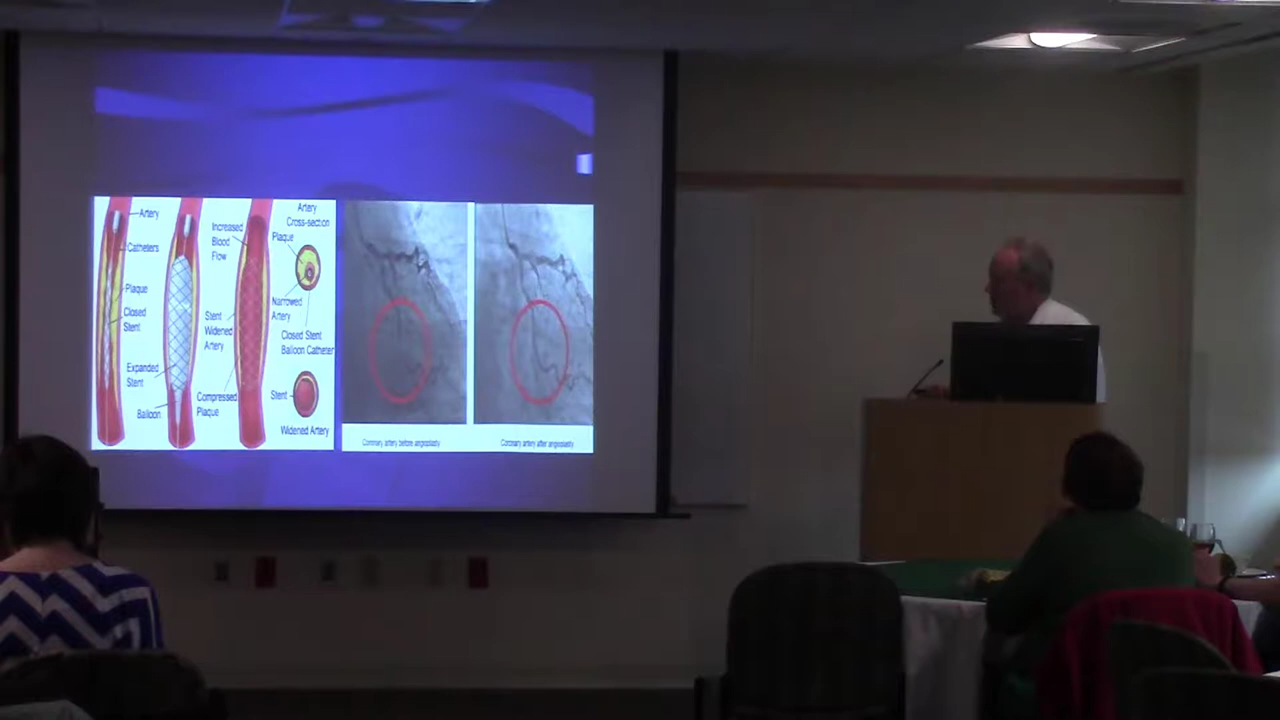 Artery
Catheters
Plaque
Closed
Stent
Expanded
Stent
Balloon
Increased
Blood
Flow
Stent
Widened
Artery
Compressed
Plaque
Artery
Cross-section
Plaque
Narrowed
Artery
Closed Stent
Balloon Catheter
Stent
Widened Artery
Coronary artery before angioplasty
Coronary artery after angioplasty